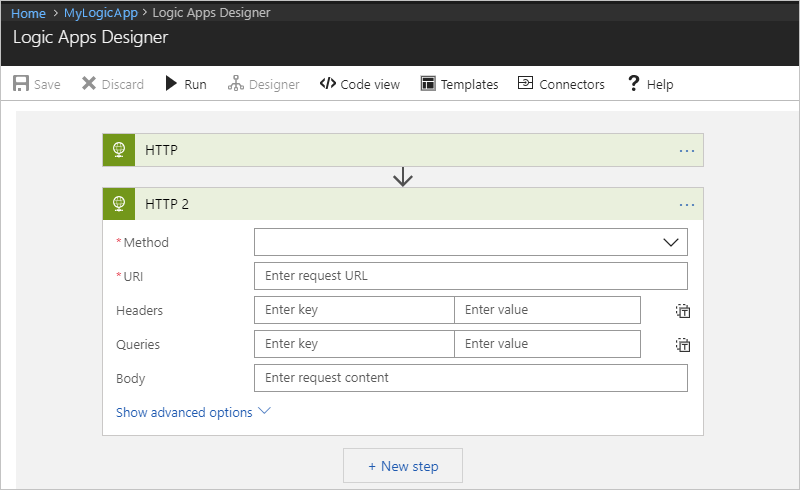 Home > MyLogicApp > Logic Apps Designer
Logic Apps Designer
Save Discard Run Designer </> Code view Templates Connectors ? Help
HTTP ...
HTTP 2 ...
* Method
* URI Enter request URL
Headers Enter key Enter value
Queries Enter key Enter value
Body Enter request content
Show advanced options
+ New step